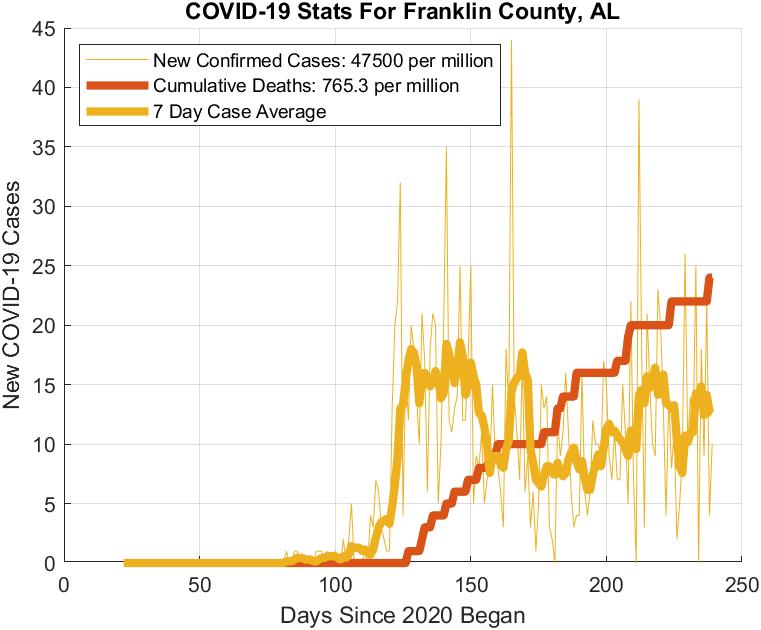 COVID-19 Stats For Franklin County, AL
45
40
35
30
25
20
15
10
5
0
New COVID-19 Cases
New Confirmed Cases: 47500 per million
Cumulative Deaths: 765.3 per million
7 Day Case Average
0 50 100 150 200 250
Days Since 2020 Began